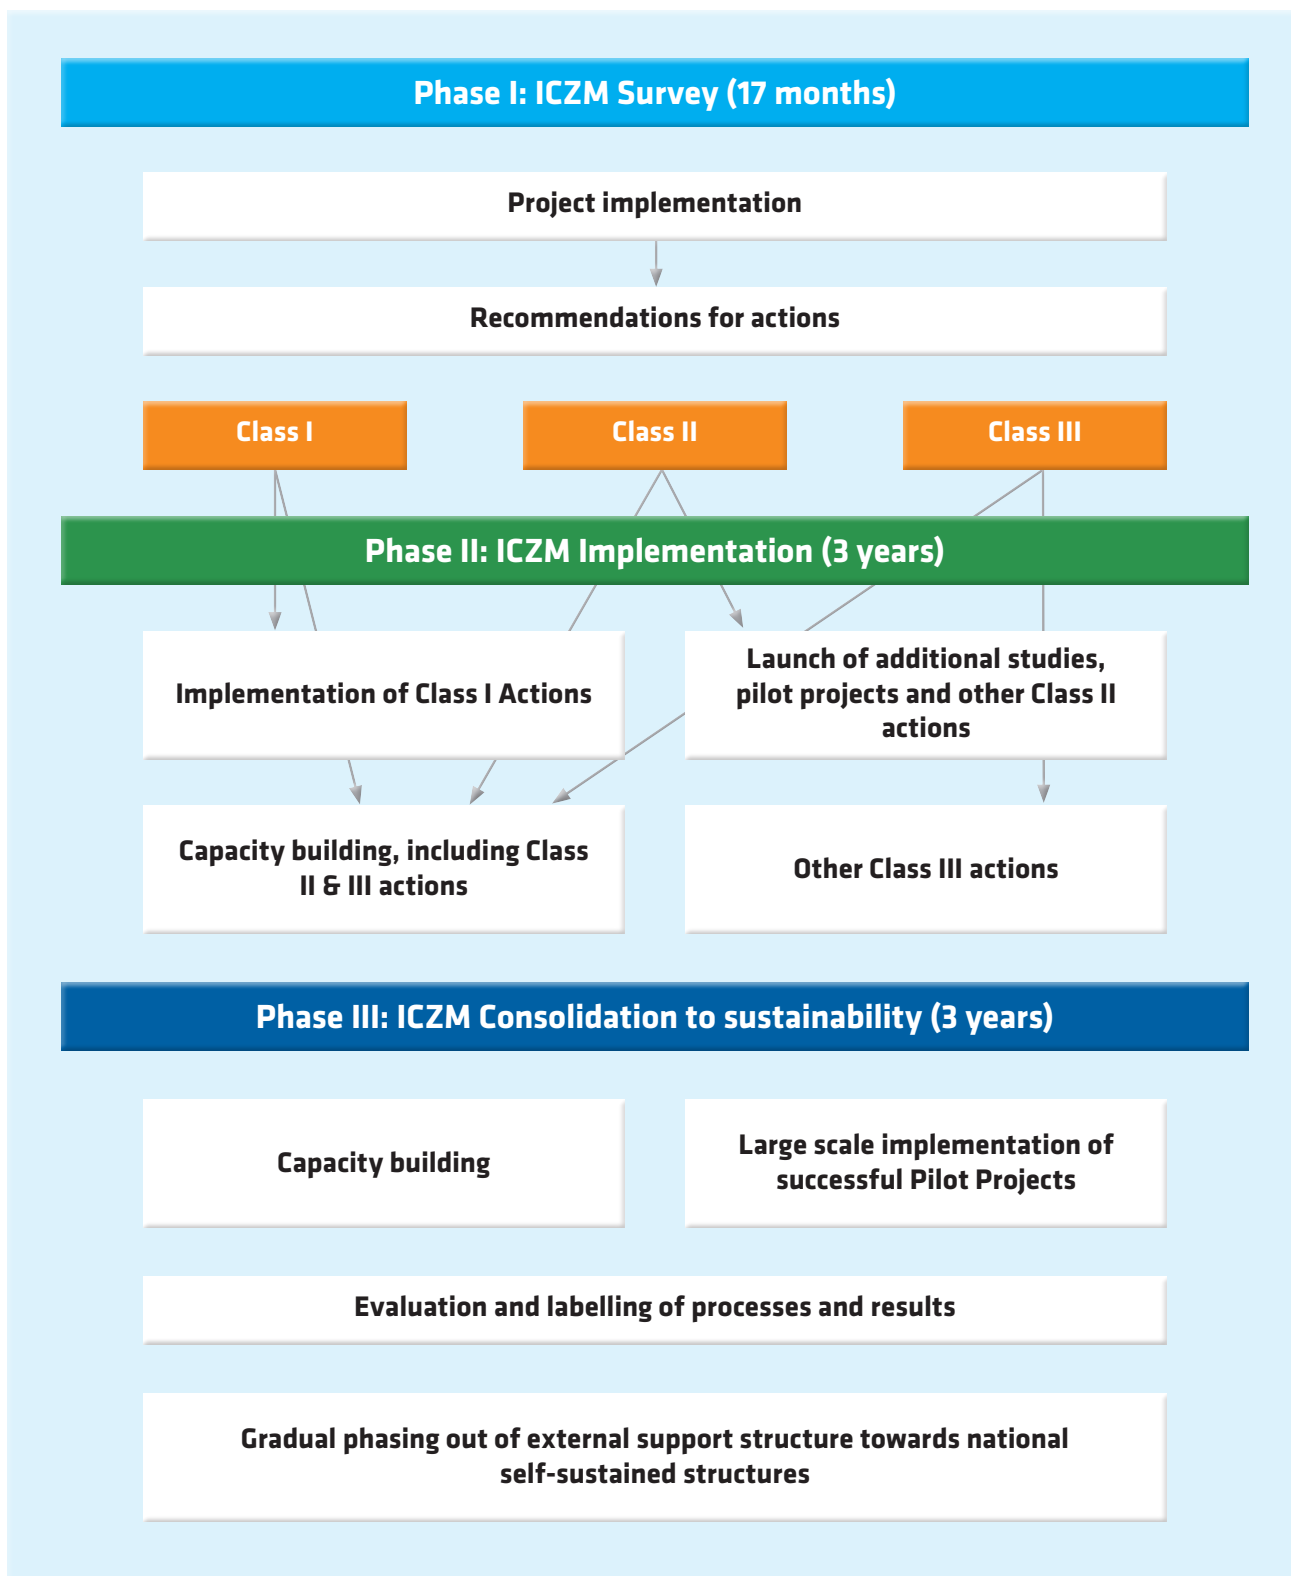 Phase I: ICZM Survey (17 months)
Project implementation
Recommendations for actions
Class I
Class II
Class III
Phase II: ICZM Implementation (3 years)
Implementation of Class I Actions
Launch of additional studies,
pilot projects and other Class II
actions
Capacity building, including Class
II & III actions
Other Class III actions
Phase III: ICZM Consolidation to sustainability (3 years)
Capacity building
Large scale implementation of
successful Pilot Projects
Evaluation and labelling of processes and results
Gradual phasing out of external support structure towards national
self-sustained structures